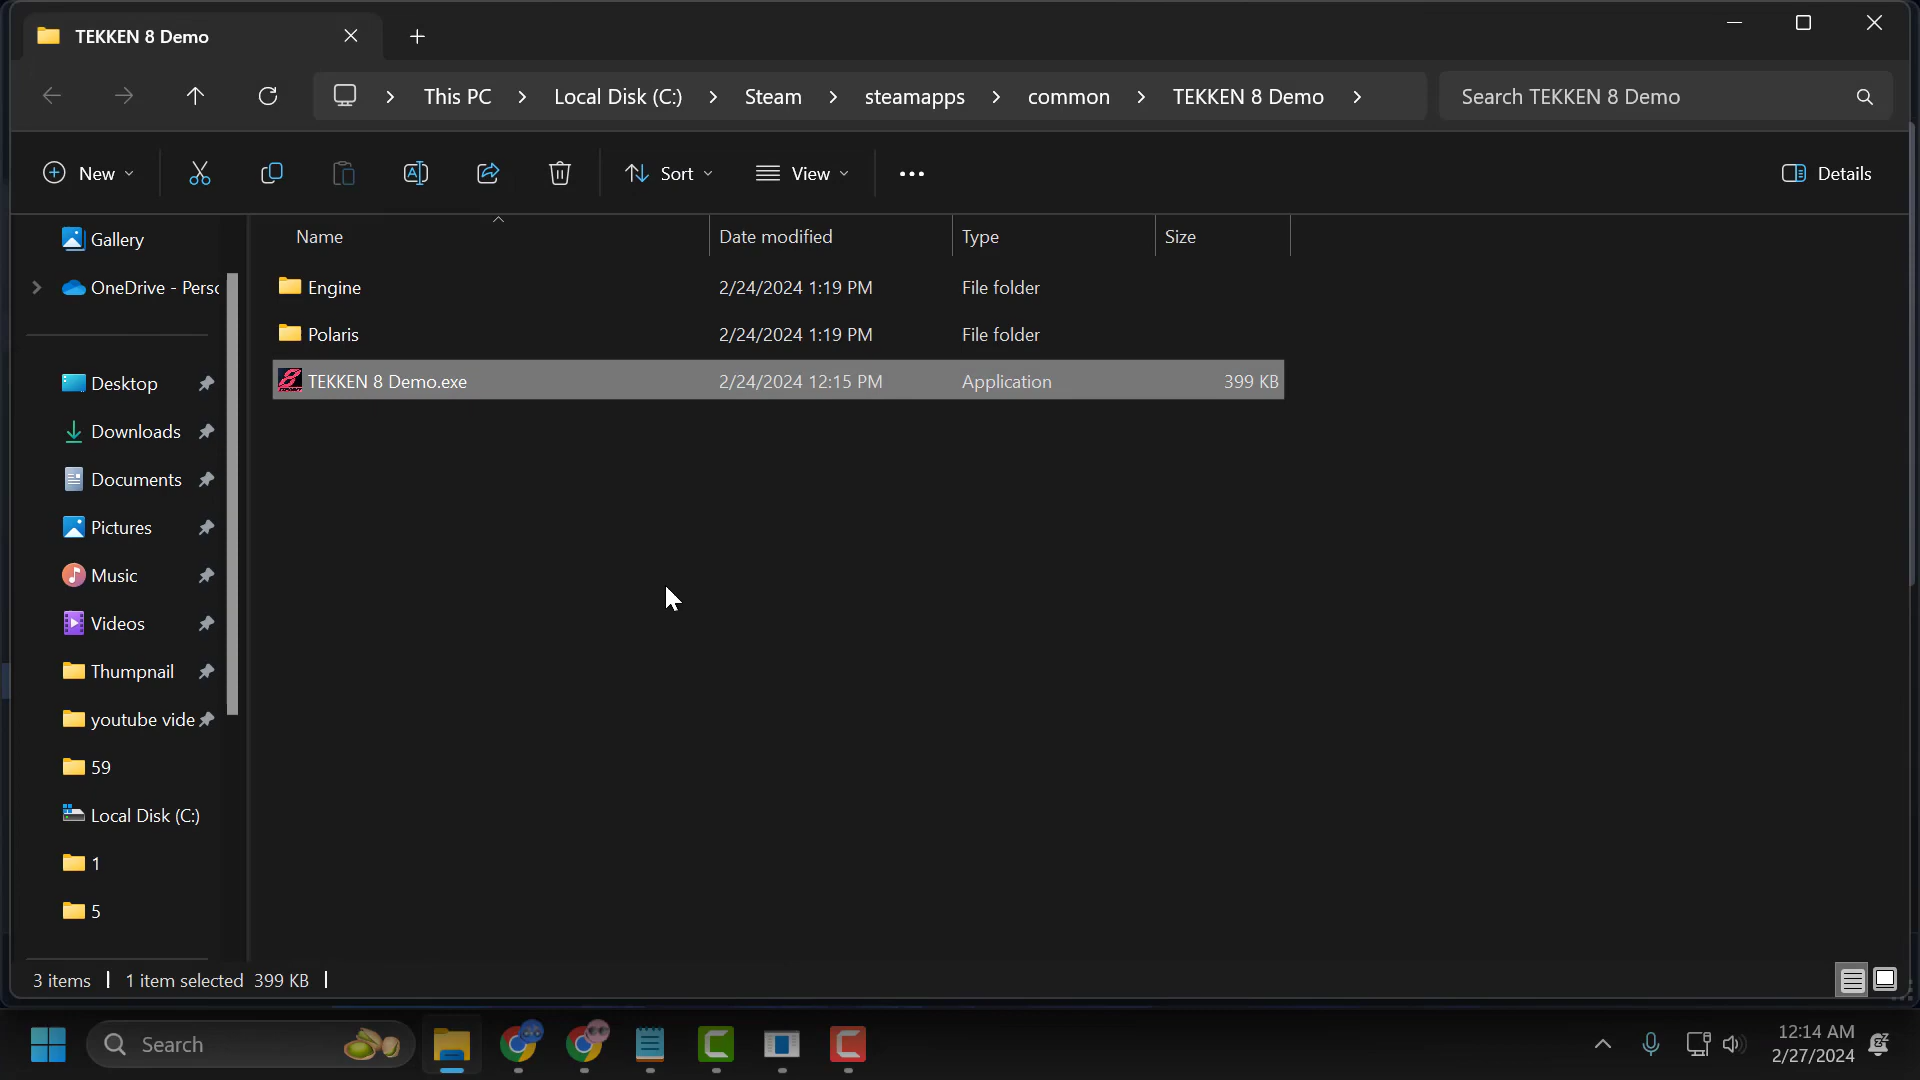 TEKKEN 8 Demo
This PC > Local Disk (C:) > Steam > steamapps > common > TEKKEN 8 Demo >
Search TEKKEN 8 Demo
New
Sort
View
Details
Name Date modified Type Size
Engine 2/24/2024 1:19 PM File folder
Polaris 2/24/2024 1:19 PM File folder
TEKKEN 8 Demo.exe 2/24/2024 12:15 PM Application 399 KB
Gallery
OneDrive - Perso
Desktop
Downloads
Documents
Pictures
Music
Videos
Thumpnail
youtube vide
59
Local Disk (C:)
1
5
3 items | 1 item selected 399 KB |
Search
12:14 AM
2/27/2024